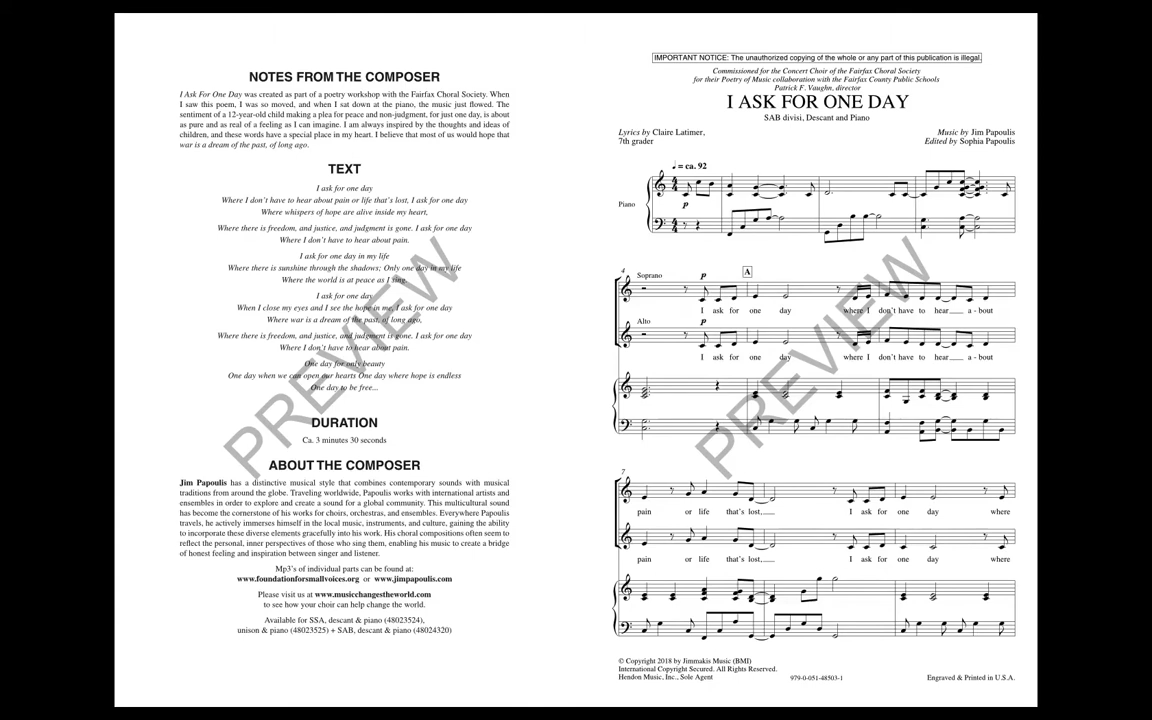 NOTES FROM THE COMPOSER
I Ask For One Day was created as part of a poetry workshop with the Fairfax Choral Society. When
I saw this poem, I was so moved, and when I sat down at the piano, the music just flowed. The
sentiment of a 12-year-old child making a plea for peace and non-judgment, for just one day, is about
as pure and as real of a feeling as I can imagine. I am always inspired by the thoughts and ideas of
children, and these words have a special place in my heart. I believe that most of us would hope that
war is a dream of the past, of long ago.
TEXT
I ask for one day
Where I don't have to hear about pain or life that's lost, I ask for one day
Where whispers of hope are alive inside my heart,
Where there is freedom, and justice, and judgment is gone. I ask for one day
Where I don't have to hear about pain.
I ask for one day in my life
Where there is sunshine through the shadows; Only one day in my life
Where the world is at peace as I sing.
I ask for one day
When I close my eyes and I see the hope in me, I ask for one day
Where war is a dream of the past, of long ago,
Where there is freedom, and justice, and judgment is gone. I ask for one day
Where I don't have to hear about pain.
One day for only beauty
One day when we can open our hearts One day where hope is endless
One day to be free...
DURATION
Ca. 3 minutes 30 seconds
ABOUT THE COMPOSER
Jim Papoulis has a distinctive musical style that combines contemporary sounds with musical
traditions from around the globe. Traveling worldwide, Papoulis works with international artists and
ensembles in order to explore and create a sound for a global community. This multicultural sound
has become the cornerstone of his works for choirs, orchestras, and ensembles. Everywhere Papoulis
travels, he actively immerses himself in the local music, instruments, and culture, gaining the ability
to incorporate these diverse elements gracefully into his work. His choral compositions often seem to
reflect the personal, inner perspectives of those who sing them, enabling his music to create a bridge
of honest feeling and inspiration between singer and listener.
Mp3's of individual parts can be found at:
www.foundationforsmallvoices.org or www.jimpapoulis.com
Please visit us at www.musicchangestheworld.com
to see how your choir can help change the world.
Available for SSA, descant & piano (48023524),
unison & piano (48023525) + SAB, descant & piano (48024320)
PREVIEW
IMPORTANT NOTICE: The unauthorized copying of the whole or any part of this publication is illegal.
Commissioned for the Concert Choir of the Fairfax Choral Society
for their Poetry of Music collaboration with the Fairfax County Public Schools
Patrick F. Vaughn, director
I ASK FOR ONE DAY
SAB divisi, Descant and Piano
Lyrics by Claire Latimer,
7th grader
Music by Jim Papoulis
Edited by Sophia Papoulis
♩ = ca. 92
Piano
p
4
Soprano
p
A
I ask for one day where I don't have to hear a - bout
Alto
p
I ask for one day where I don't have to hear a - bout
7
pain or life that's lost, I ask for one day where
pain or life that's lost, I ask for one day where
PREVIEW
© Copyright 2018 by Jimmakis Music (BMI)
International Copyright Secured. All Rights Reserved.
Hendon Music, Inc., Sole Agent
979-0-051-48503-1
Engraved & Printed in U.S.A.